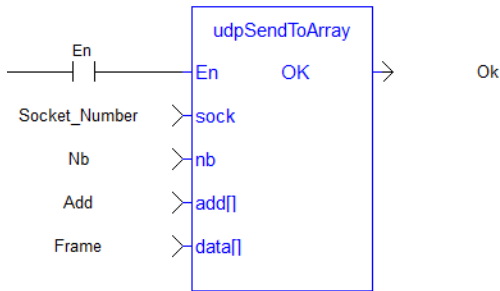 udpSendToArray
En
En OK Ok
Socket_Number sock
Nb nb
Add add[]
Frame data[]